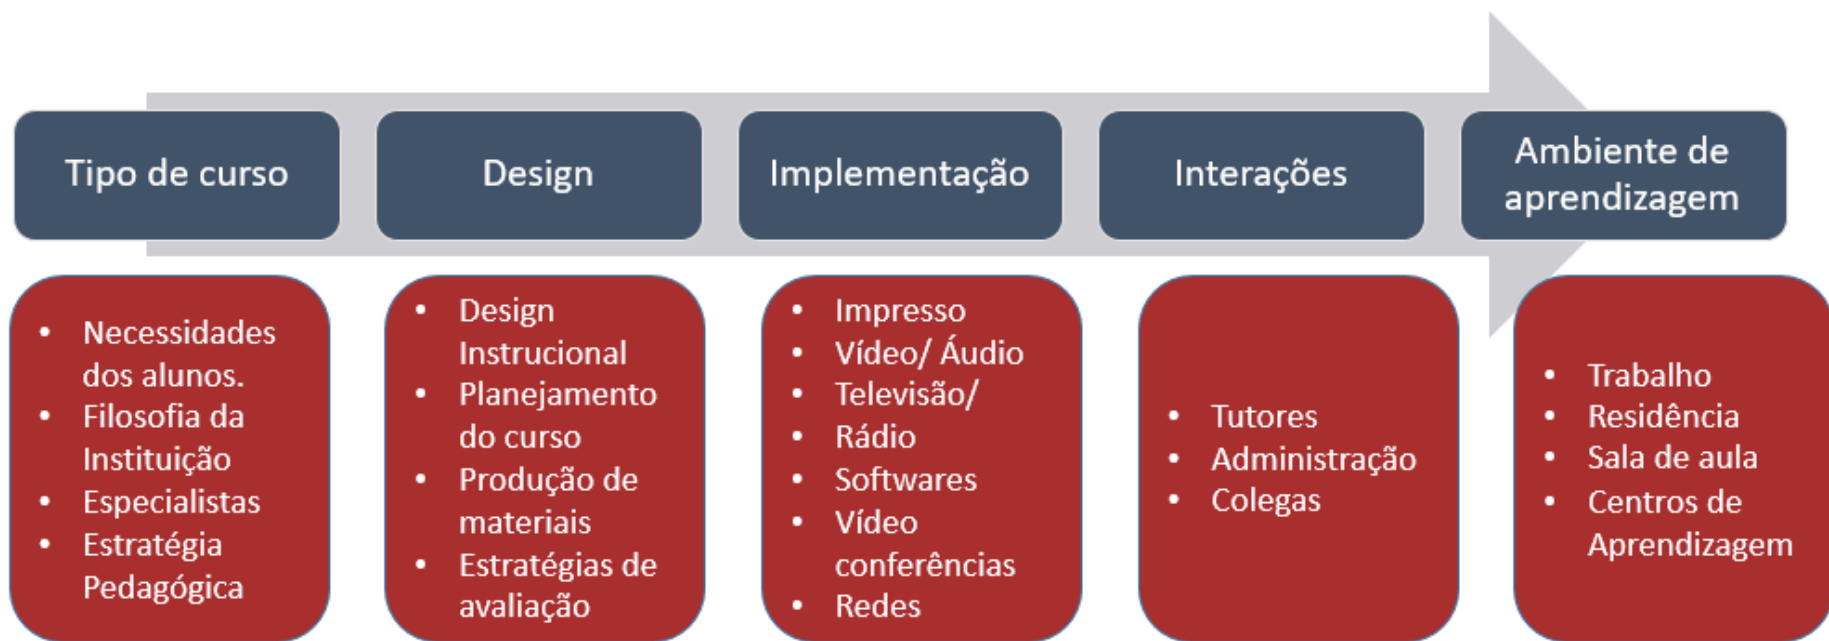 Tipo de curso
Design
Implementação
Interações
Ambiente de
aprendizagem
• Necessidades
dos alunos.
• Filosofia da
Instituição
• Especialistas
• Estratégia
Pedagógica
• Design
Instrucional
• Planejamento
do curso
• Produção de
materiais
• Estratégias de
avaliação
• Impresso
• Vídeo/ Áudio
• Televisão/
• Rádio
• Softwares
• Vídeo
conferências
• Redes
• Tutores
• Administração
• Colegas
• Trabalho
• Residência
• Sala de aula
• Centros de
Aprendizagem